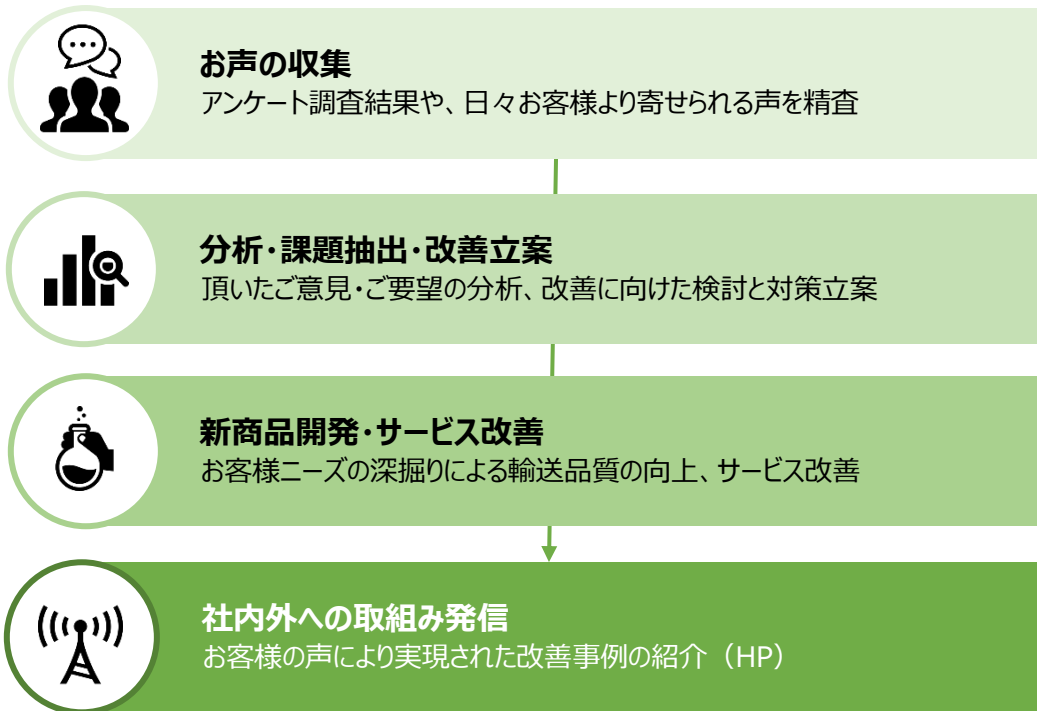 お声の収集
アンケート調査結果や、日々お客様より寄せられる声を精査
分析・課題抽出・改善立案
頂いたご意見・ご要望の分析、改善に向けた検討と対策立案
新商品開発・サービス改善
お客様ニーズの深掘りによる輸送品質の向上、サービス改善
社内外への取組み発信
お客様の声により実現された改善事例の紹介（HP）